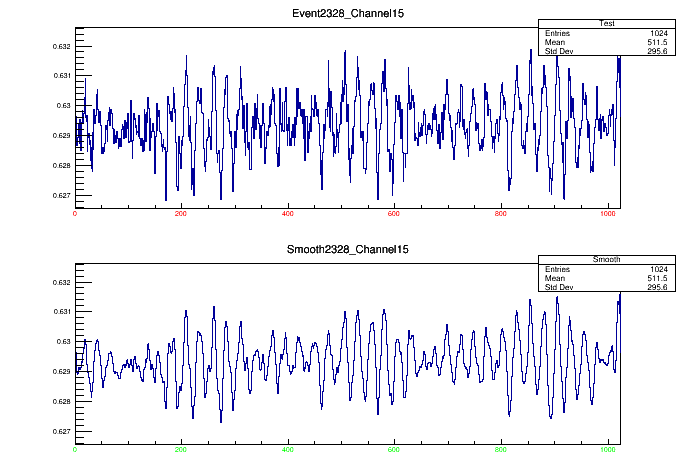 Event2328_Channel15
Test
Entries 1024
Mean 511.5
Std Dev 295.6
0.632
0.631
0.63
0.629
0.628
0.627
0 200 400 600 800 1000
Smooth2328_Channel15
Smooth
Entries 1024
Mean 511.5
Std Dev 295.6
0.632
0.631
0.63
0.629
0.628
0.627
0 200 400 600 800 1000